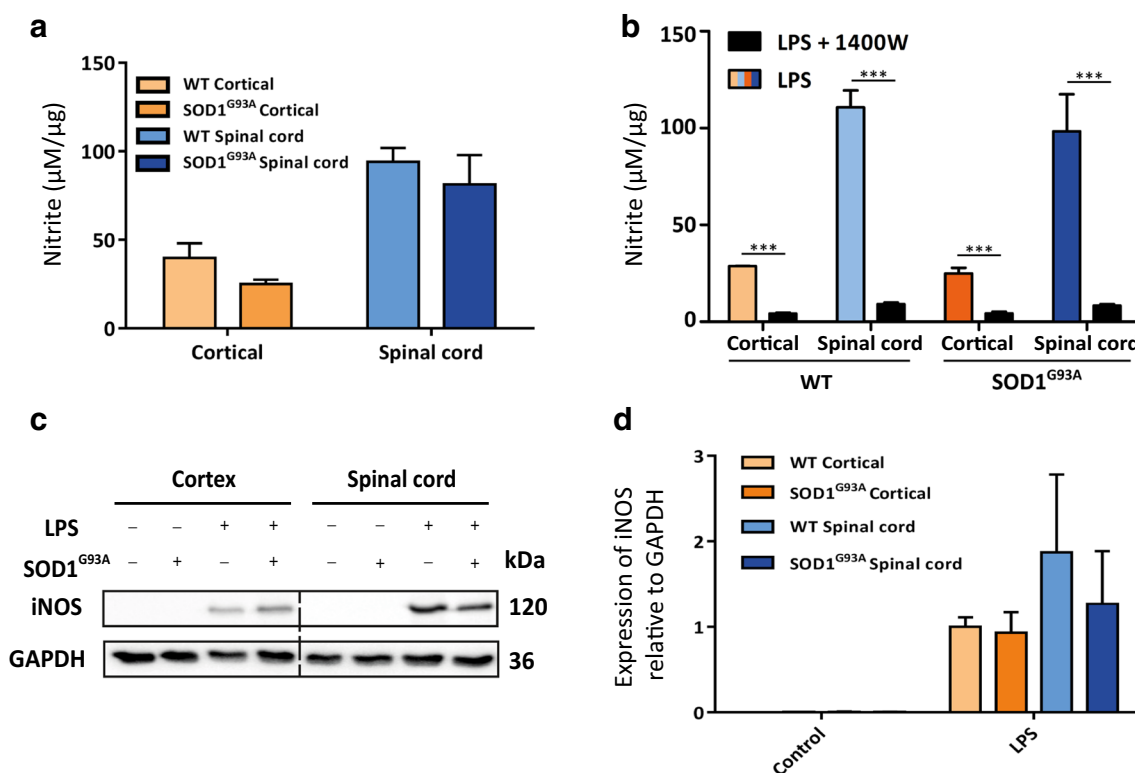 a
150
100
50
0
Nitrite (µM/µg)
WT Cortical
SOD1G93A Cortical
WT Spinal cord
SOD1G93A Spinal cord
Cortical Spinal cord
b
150
100
50
0
Nitrite (µM/µg)
LPS + 1400W
LPS
*** *** *** ***
Cortical Spinal cord Cortical Spinal cord
WT SOD1G93A
c
Cortex Spinal cord
LPS – – + + – – + +
SOD1G93A – + – + – + – + kDa
iNOS 120
GAPDH 36
d
3
2
1
0
Expression of iNOS
relative to GAPDH
WT Cortical
SOD1G93A Cortical
WT Spinal cord
SOD1G93A Spinal cord
Control LPS